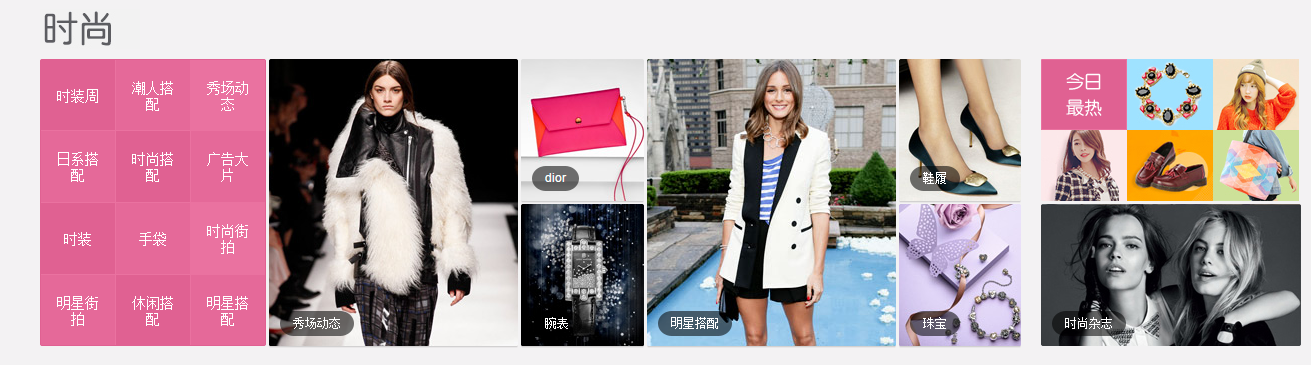 时尚
时装周
潮人搭
配
秀场动
态
日系搭
配
时尚搭
配
广告大
片
时装
手袋
时尚街
拍
明星街
拍
休闲搭
配
明星搭
配
秀场动态
dior
腕表
明星搭配
鞋履
珠宝
今日
最热
时尚杂志